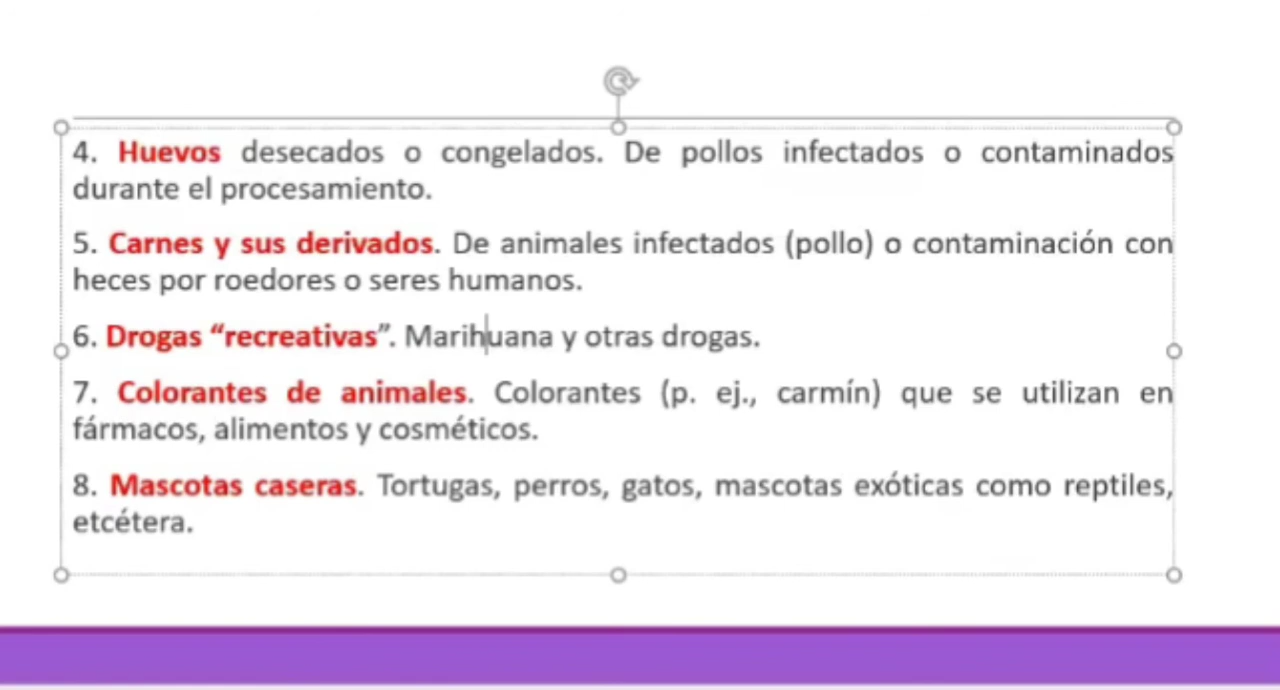 4. Huevos desecados o congelados. De pollos infectados o contaminados
durante el procesamiento.
5. Carnes y sus derivados. De animales infectados (pollo) o contaminación con
heces por roedores o seres humanos.
6. Drogas “recreativas”. Marihuana y otras drogas.
7. Colorantes de animales. Colorantes (p. ej., carmín) que se utilizan en
fármacos, alimentos y cosméticos.
8. Mascotas caseras. Tortugas, perros, gatos, mascotas exóticas como reptiles,
etcétera.